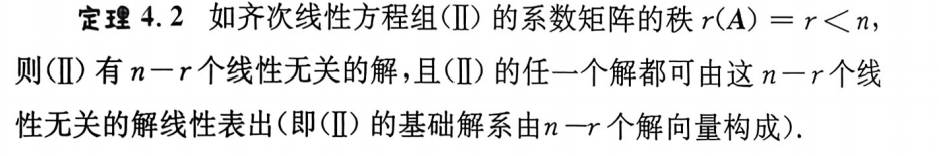 定理 4.2 如齐次线性方程组(Ⅱ)的系数矩阵的秩 r(A) = r < n,
则(Ⅱ)有 n-r 个线性无关的解,且(Ⅱ)的任一个解都可由这 n-r 个线
性无关的解线性表出(即(Ⅱ)的基础解系由 n-r 个解向量构成).